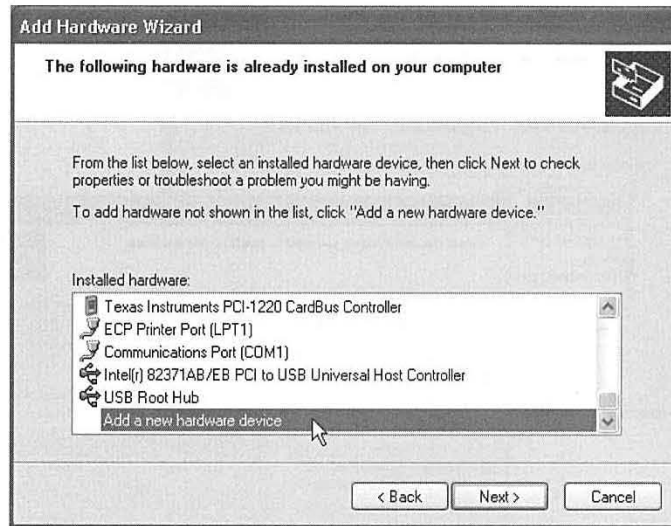 Add Hardware Wizard
The following hardware is already installed on your computer
From the list below, select an installed hardware device, then click Next to check
properties or troubleshoot a problem you might be having.
To add hardware not shown in the list, click "Add a new hardware device."
Installed hardware:
Texas Instruments PCI-1220 CardBus Controller
ECP Printer Port (LPT1)
Communications Port (COM1)
Intel(r) 82371AB/EB PCI to USB Universal Host Controller
USB Root Hub
Add a new hardware device
< Back
Next >
Cancel